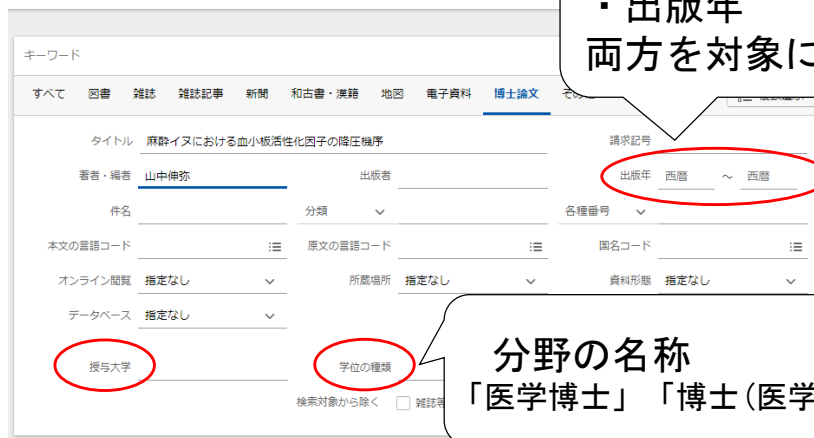 ・出版年
両方を対象に
キーワード
すべて 図書 雑誌 雑誌記事 新聞 和古書・漢籍 地図 電子資料 博士論文
タイトル 麻酔イヌにおける血小板活性化因子の降圧機序 請求記号
著者・編者 山中伸弥 出版者 出版年 西暦 ～ 西暦
件名 分類 各種番号
本文の言語コード 原文の言語コード 国名コード
オンライン閲覧 指定なし 所蔵場所 指定なし 資料形態 指定なし
データベース 指定なし
授与大学 学位の種類
分野の名称
検索対象から除く 雑誌等
「医学博士」「博士（医学